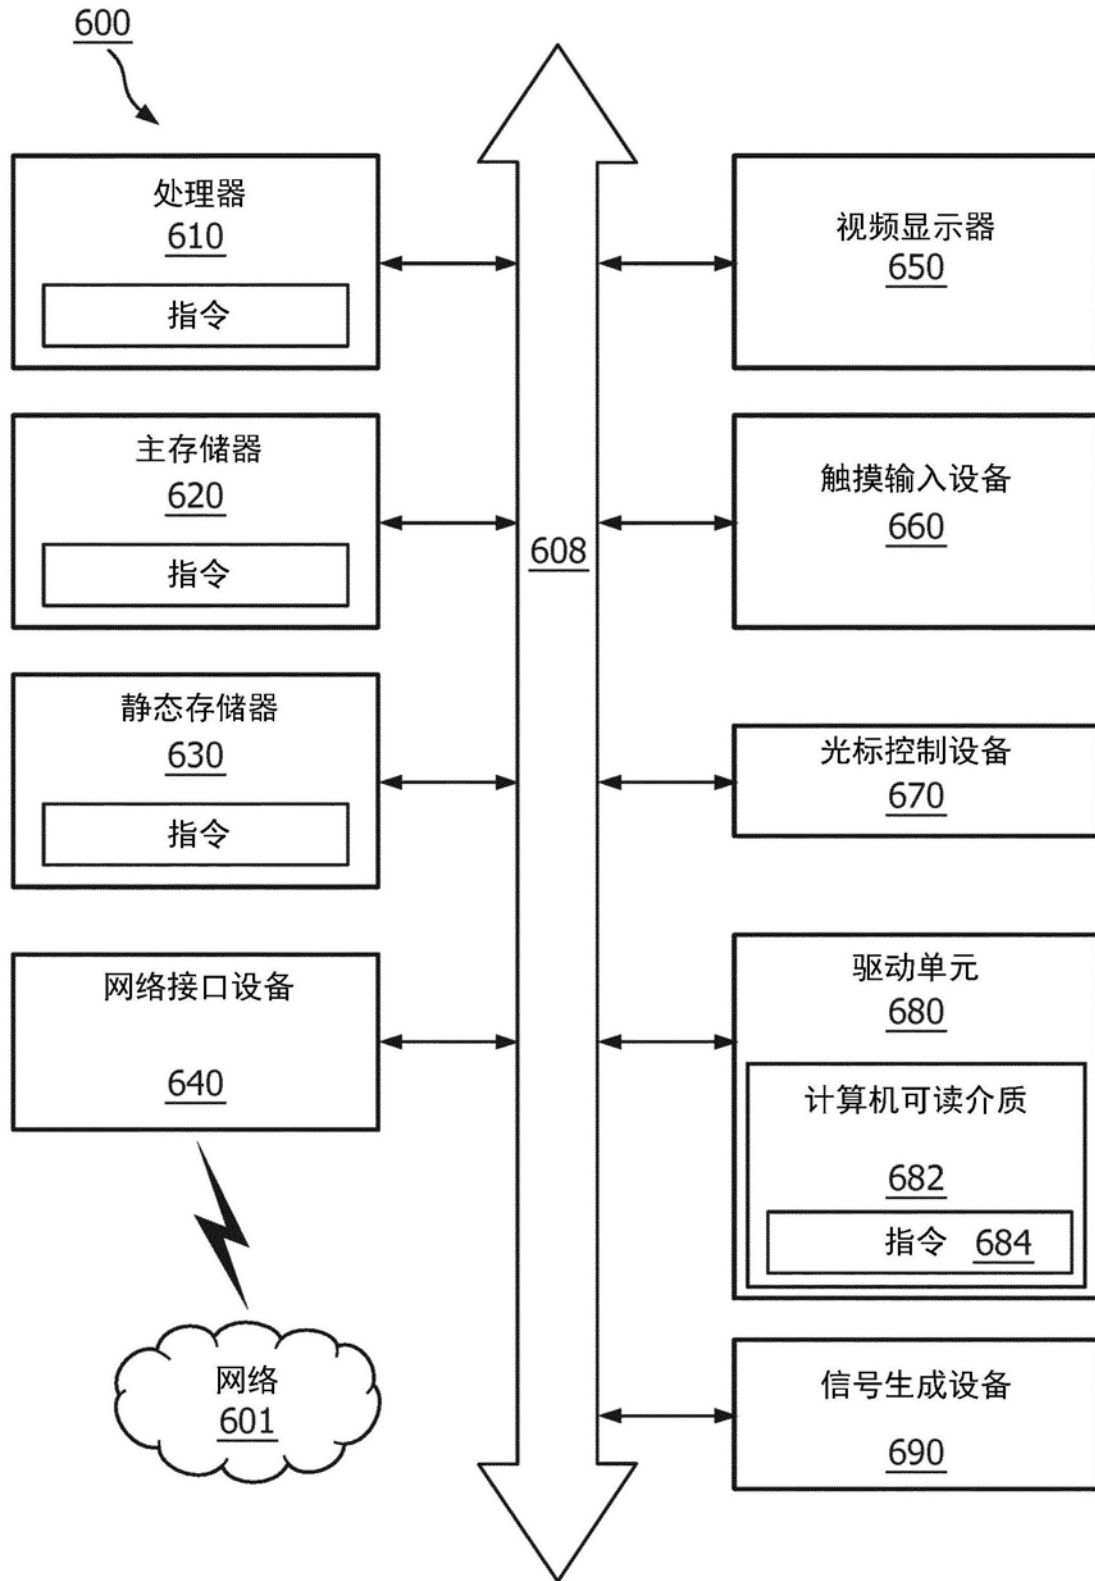 600
处理器
610
指令
主存储器
620
指令
静态存储器
630
指令
网络接口设备
640
网络
601
608
视频显示器
650
触摸输入设备
660
光标控制设备
670
驱动单元
680
计算机可读介质
682
指令 684
信号生成设备
690